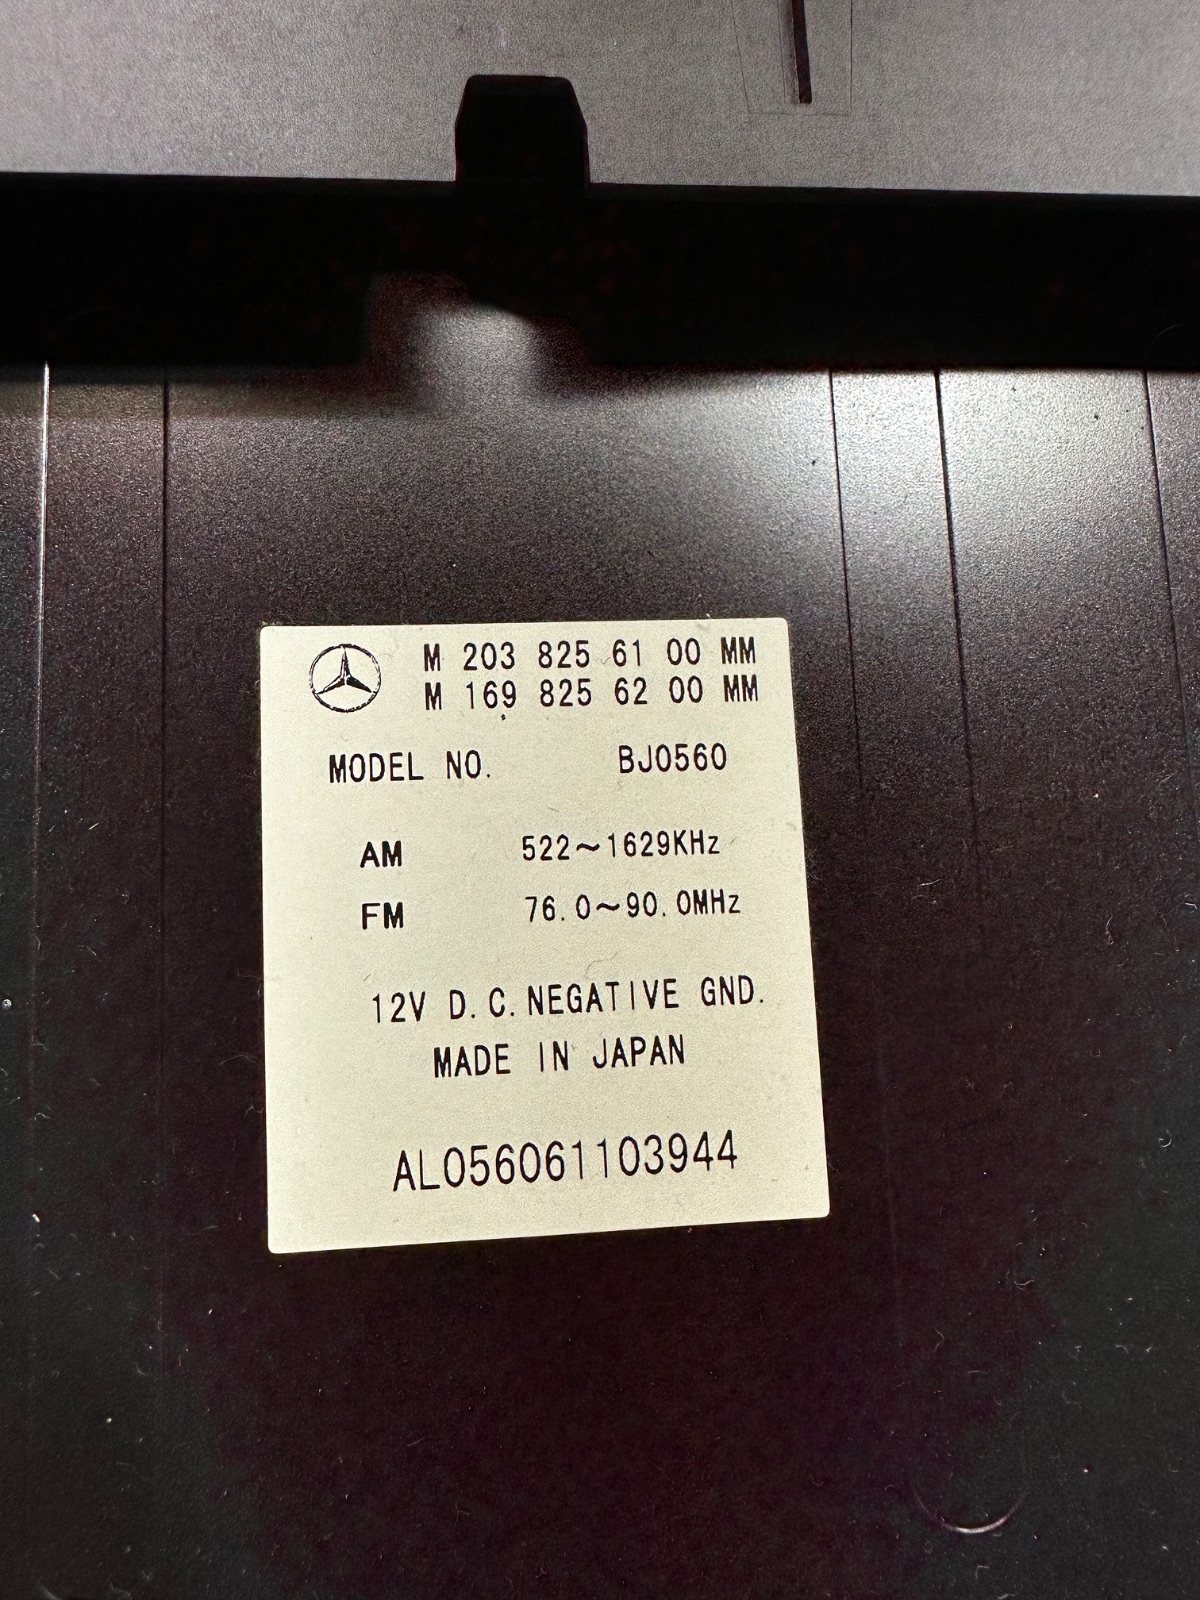 M 203 825 61 00 MM
M 169 825 62 00 MM
MODEL NO. BJ0560
AM 522~1629KHz
FM 76.0~90.0MHz
12V D.C. NEGATIVE GND.
MADE IN JAPAN
AL056061103944